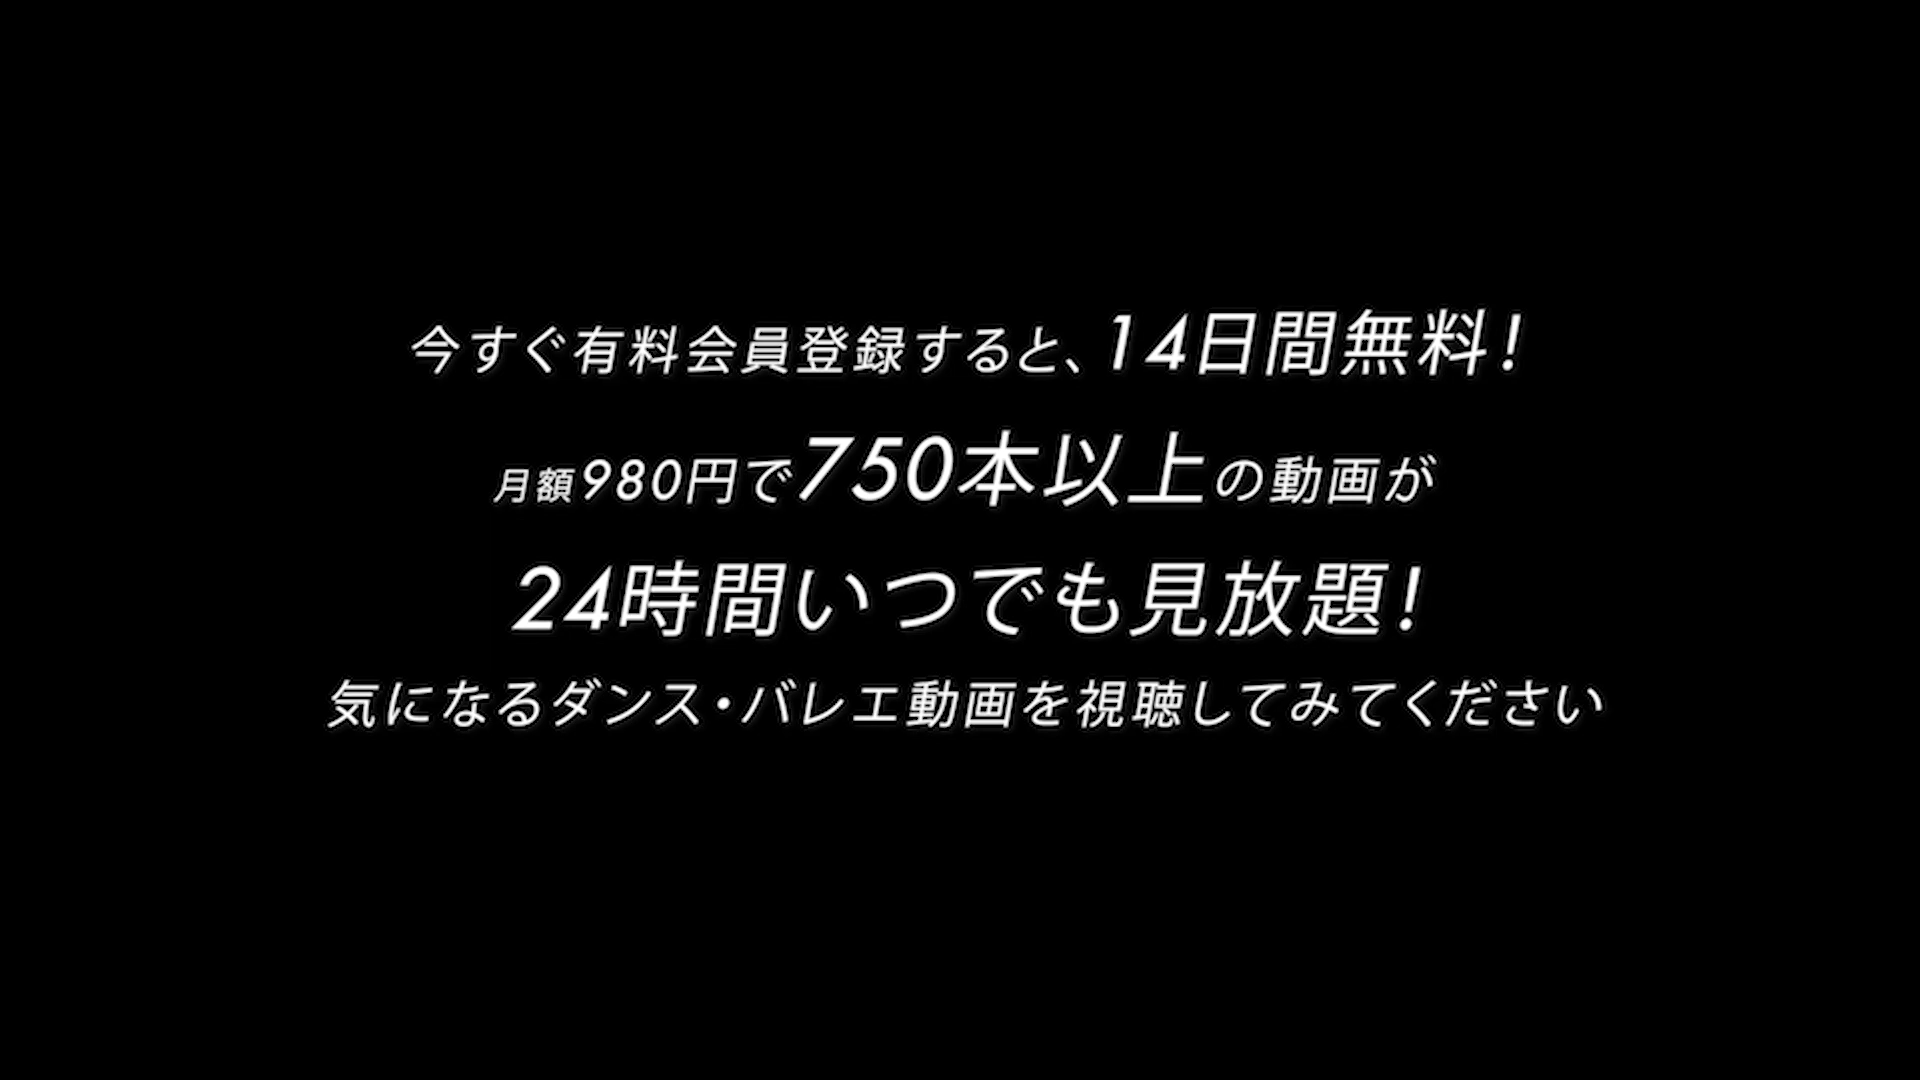 今すぐ有料会員登録すると、14日間無料!
月額980円で750本以上の動画が
24時間いつでも見放題!
気になるダンス・バレエ動画を視聴してみてください